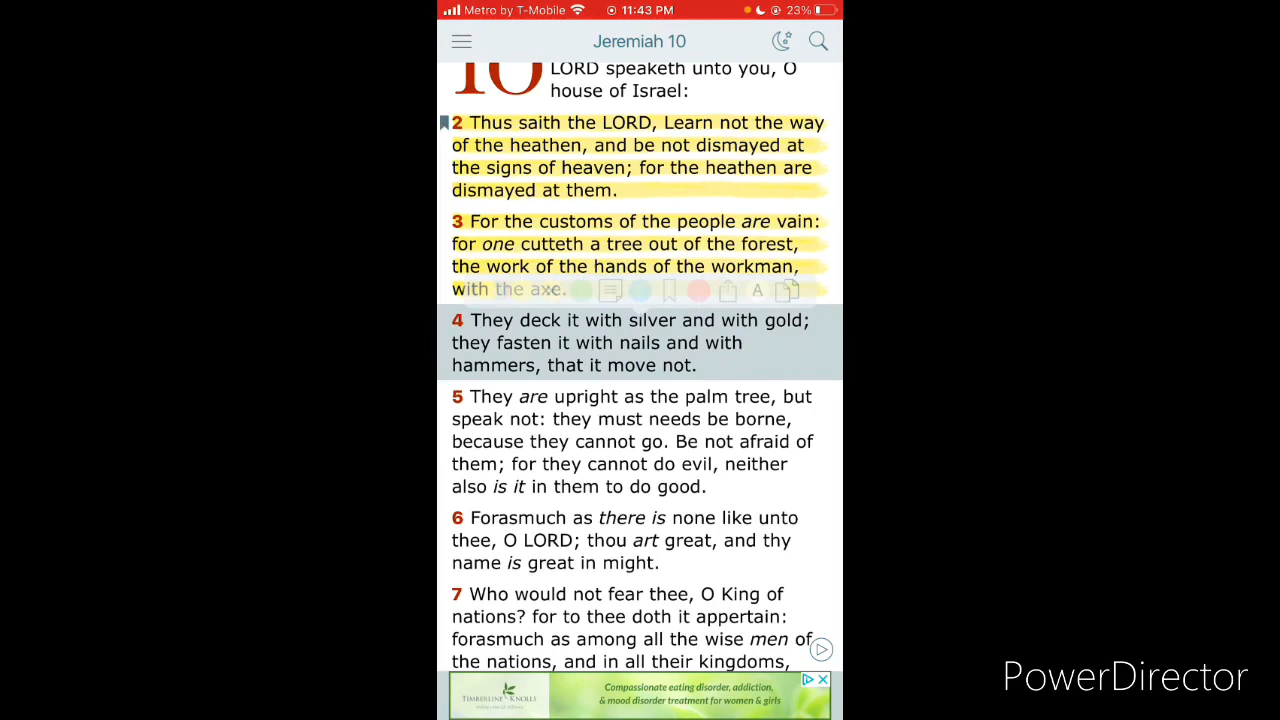 Metro by T-Mobile 11:43 PM 23%
Jeremiah 10
10 LORD speaketh unto you, O
house of Israel:
2 Thus saith the LORD, Learn not the way
of the heathen, and be not dismayed at
the signs of heaven; for the heathen are
dismayed at them.
3 For the customs of the people are vain:
for one cutteth a tree out of the forest,
the work of the hands of the workman,
with the axe.
A
4 They deck it with silver and with gold;
they fasten it with nails and with
hammers, that it move not.
5 They are upright as the palm tree, but
speak not: they must needs be borne,
because they cannot go. Be not afraid of
them; for they cannot do evil, neither
also is it in them to do good.
6 Forasmuch as there is none like unto
thee, O LORD; thou art great, and thy
name is great in might.
7 Who would not fear thee, O King of
nations? for to thee doth it appertain:
forasmuch as among all the wise men of
the nations, and in all their kingdoms,
TIMBERLINE KNOLLS
Compassionate eating disorder, addiction,
& mood disorder treatment for women & girls
PowerDirector